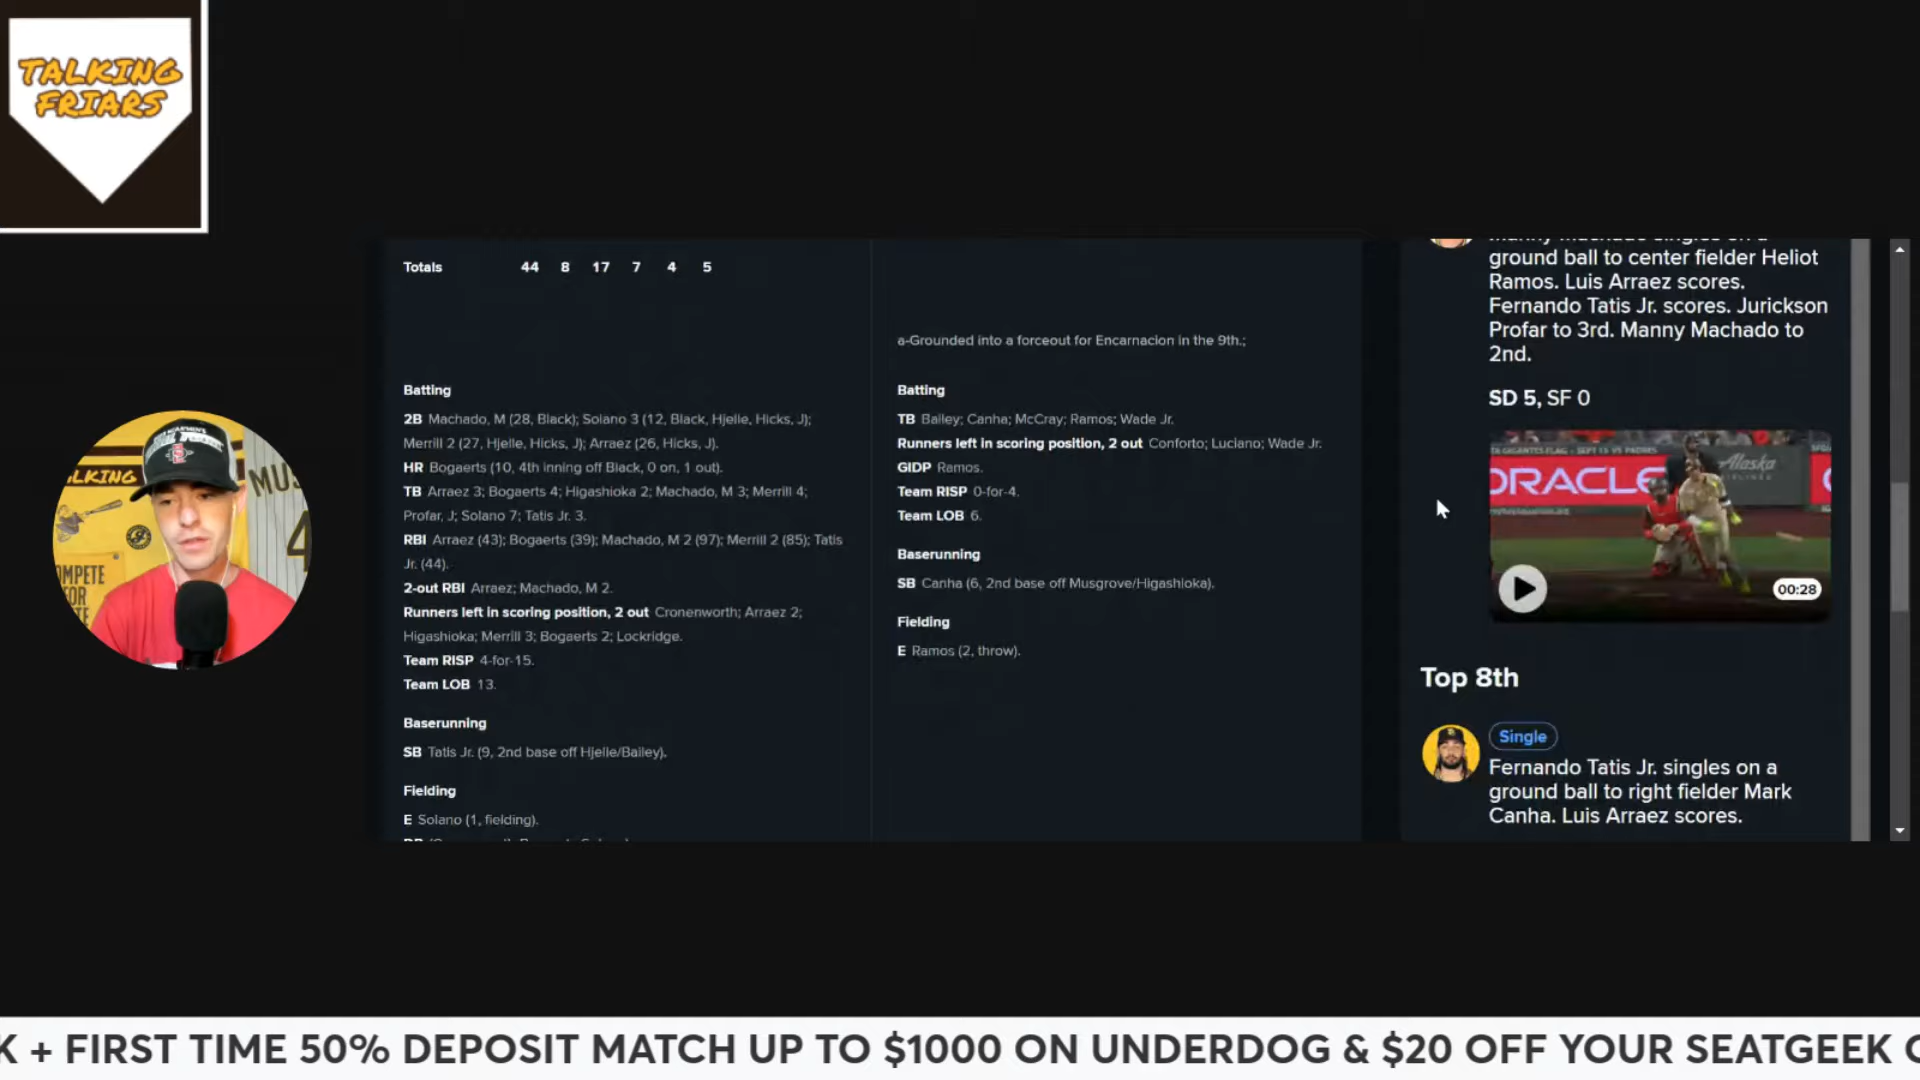 TALKING
FRIARS
Totals 44 8 17 7 4 5
Batting
2B Machado, M (28, Black); Solano 3 (12, Black, Hjelle, Hicks, J);
Merrill 2 (27, Hjelle, Hicks, J); Arraez (26, Hicks, J).
HR Bogaerts (10, 4th inning off Black, 0 on, 1 out).
TB Arraez 3; Bogaerts 4; Higashioka 2; Machado, M 3; Merrill 4;
Profar, J; Solano 7; Tatis Jr. 3.
RBI Arraez (43); Bogaerts (39); Machado, M 2 (97); Merrill 2 (85); Tatis
Jr. (44).
2-out RBI Arraez; Machado, M 2.
Runners left in scoring position, 2 out Cronenworth; Arraez 2;
Higashioka; Merrill 3; Bogaerts 2; Lockridge.
Team RISP 4-for-15.
Team LOB 13.
Baserunning
SB Tatis Jr. (9, 2nd base off Hjelle/Bailey).
Fielding
E Solano (1, fielding).
a-Grounded into a forceout for Encarnacion in the 9th.;
Batting
TB Bailey; Canha; McCray; Ramos; Wade Jr.
Runners left in scoring position, 2 out Conforto; Luciano; Wade Jr.
GIDP Ramos.
Team RISP 0-for-4.
Team LOB 6.
Baserunning
SB Canha (6, 2nd base off Musgrove/Higashioka).
Fielding
E Ramos (2, throw).
Manny Machado singles on a
ground ball to center fielder Heliot
Ramos. Luis Arraez scores.
Fernando Tatis Jr. scores. Jurickson
Profar to 3rd. Manny Machado to
2nd.
SD 5, SF 0
ORACLE
Alaska
AIRLINES
00:28
Top 8th
Single
Fernando Tatis Jr. singles on a
ground ball to right fielder Mark
Canha. Luis Arraez scores.
LKING
MUS
4
OMPETE
FOR
K + FIRST TIME 50% DEPOSIT MATCH UP TO $1000 ON UNDERDOG & $20 OFF YOUR SEATGEEK